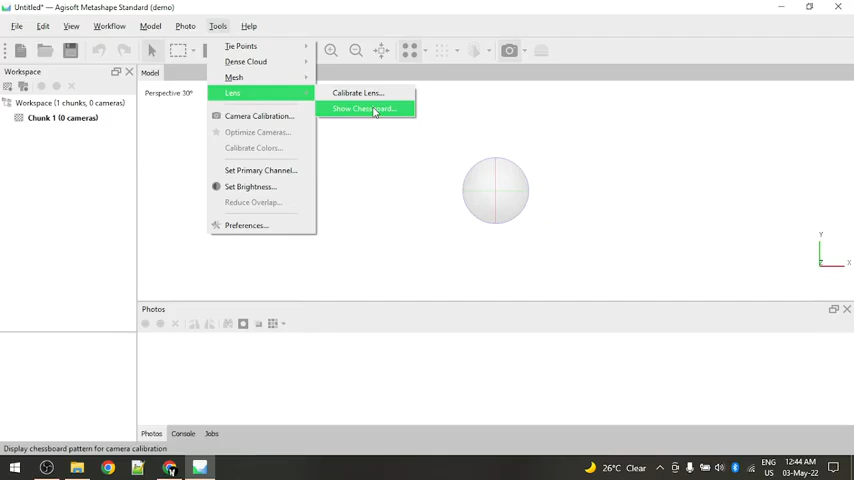 Untitled* — Agisoft Metashape Standard (demo)
File Edit View Workflow Model Photo Tools Help
Workspace
Workspace (1 chunks, 0 cameras)
Chunk 1 (0 cameras)
Model
Perspective 30°
Tie Points
Dense Cloud
Mesh
Lens
Camera Calibration...
Optimize Cameras...
Calibrate Colors...
Set Primary Channel...
Set Brightness...
Reduce Overlap...
Preferences...
Calibrate Lens...
Show Chessboard...
Y
X
Z
Photos
Photos Console Jobs
Display chessboard pattern for camera calibration
26°C Clear
ENG
US
12:44 AM
03-May-22